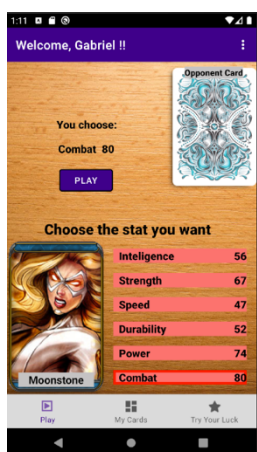 1:11
Welcome, Gabriel !!
Opponent Card
You choose:
Combat 80
PLAY
Choose the stat you want
Inteligence 56
Strength 67
Speed 47
Durability 52
Power 74
Combat 80
Moonstone
Play
My Cards
Try Your Luck